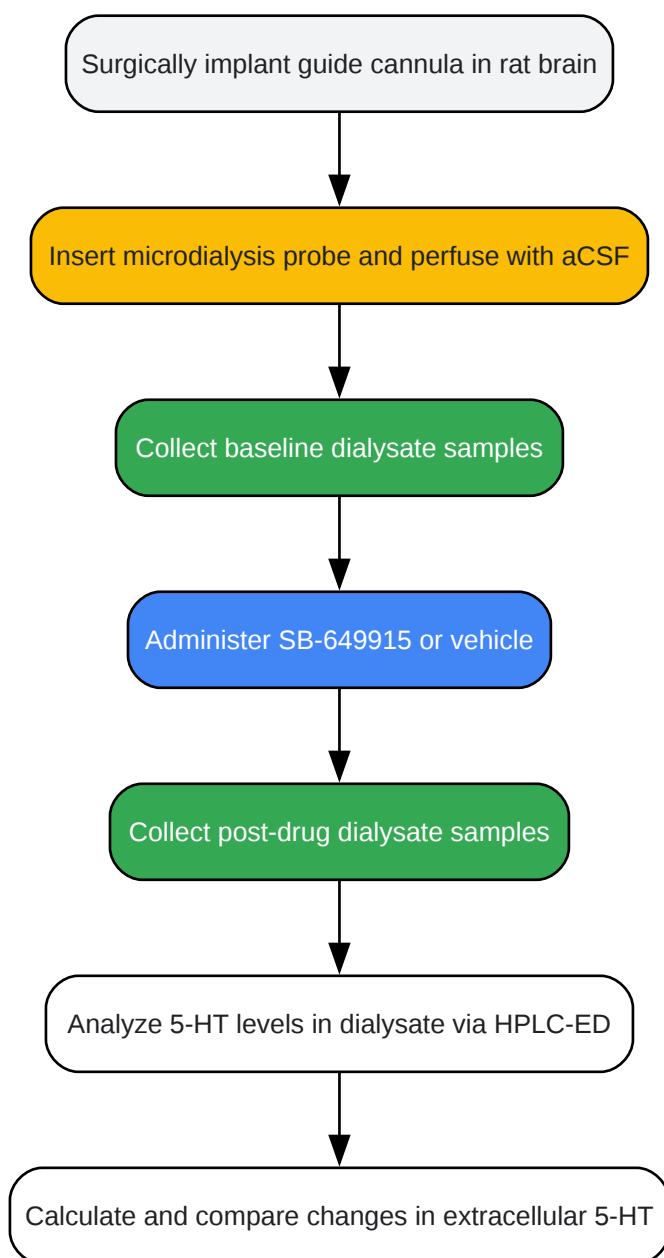 Surgically implant guide cannula in rat brain
Insert microdialysis probe and perfuse with aCSF
Collect baseline dialysate samples
Administer SB-649915 or vehicle
Collect post-drug dialysate samples
Analyze 5-HT levels in dialysate via HPLC-ED
Calculate and compare changes in extracellular 5-HT